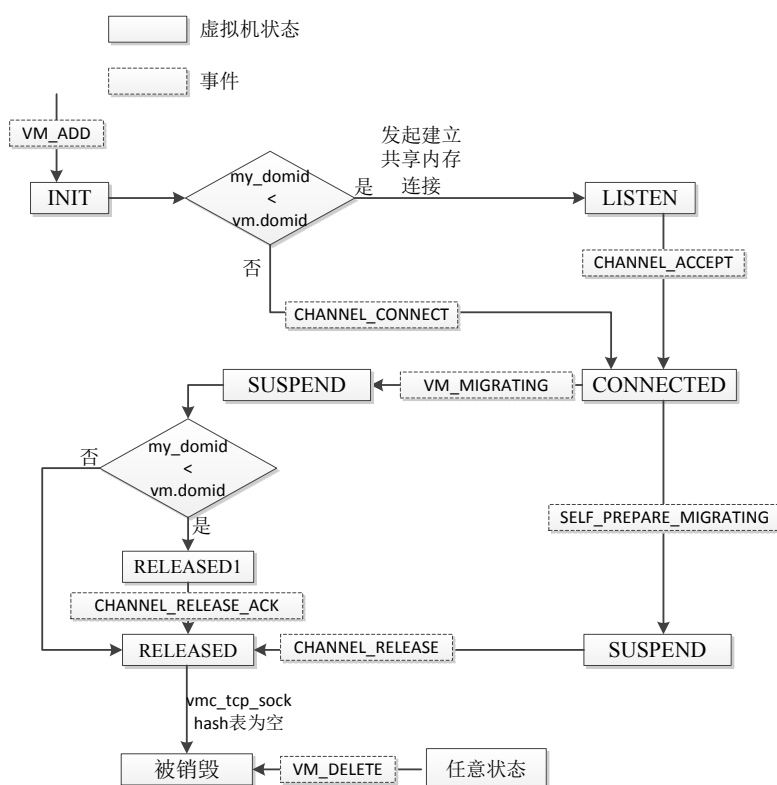 虚拟机状态
事件
VM_ADD
INIT
my_domid
<
vm.domid
是
发起建立
共享内存
连接
LISTEN
CHANNEL_ACCEPT
否
CHANNEL_CONNECT
SUSPEND
VM_MIGRATING
CONNECTED
my_domid
<
vm.domid
否
是
SELF_PREPARE_MIGRATING
RELEASED1
CHANNEL_RELEASE_ACK
RELEASED
CHANNEL_RELEASE
SUSPEND
vmc_tcp_sock
hash表为空
被销毁
VM_DELETE
任意状态